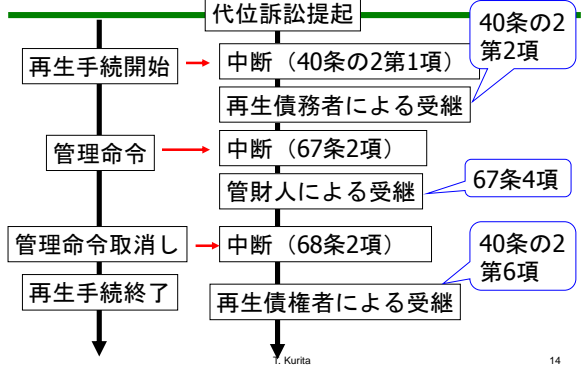 代位訴訟提起
40条の2
第2項
再生手続開始
中断（40条の2第1項）
再生債務者による受継
管理命令
中断（67条2項）
管財人による受継
67条4項
管理命令取消し
中断（68条2項）
40条の2
第6項
再生手続終了
再生債権者による受継
T. Kurita
14